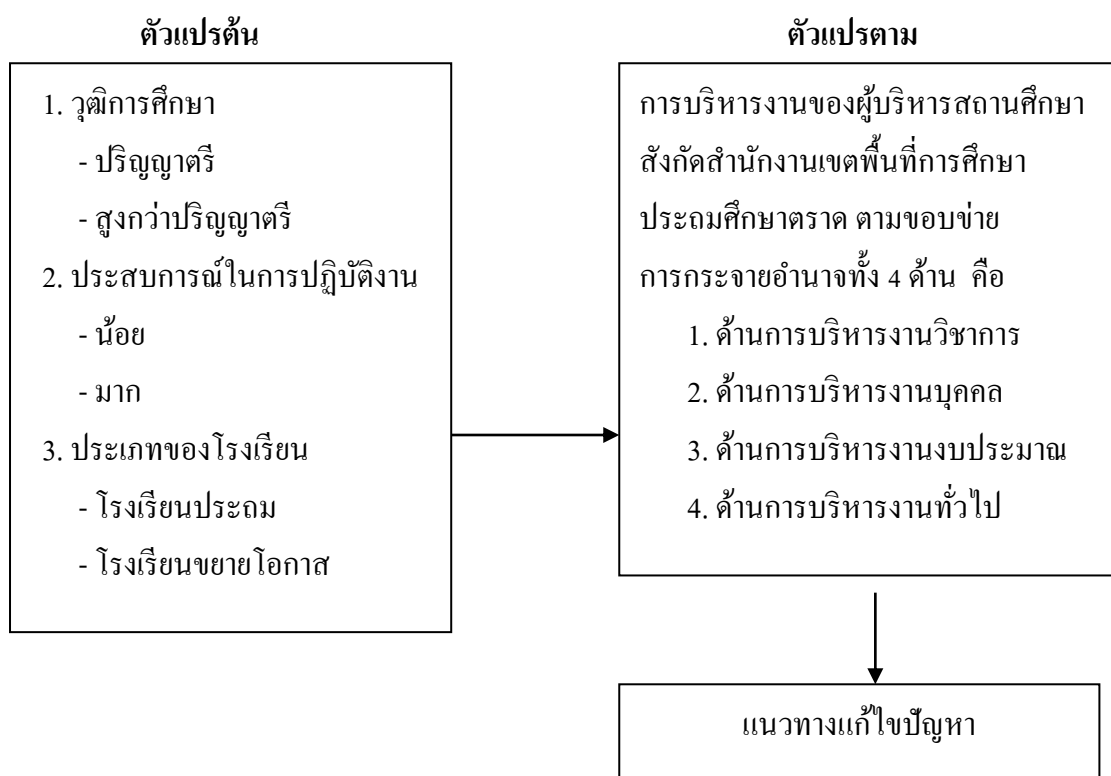 ตัวแปรต้น
1. วุฒิการศึกษา
- ปริญญาตรี
- สูงกว่าปริญญาตรี
2. ประสบการณ์ในการปฏิบัติงาน
- น้อย
- มาก
3. ประเภทของโรงเรียน
- โรงเรียนประถม
- โรงเรียนขยายโอกาส
ตัวแปรตาม
การบริหารงานของผู้บริหารสถานศึกษา
สังกัดสำนักงานเขตพื้นที่การศึกษา
ประถมศึกษาตราด ตามขอบข่าย
การกระจายอำนาจทั้ง 4 ด้าน คือ
1. ด้านการบริหารงานวิชาการ
2. ด้านการบริหารงานบุคคล
3. ด้านการบริหารงานงบประมาณ
4. ด้านการบริหารงานทั่วไป
แนวทางแก้ไขปัญหา